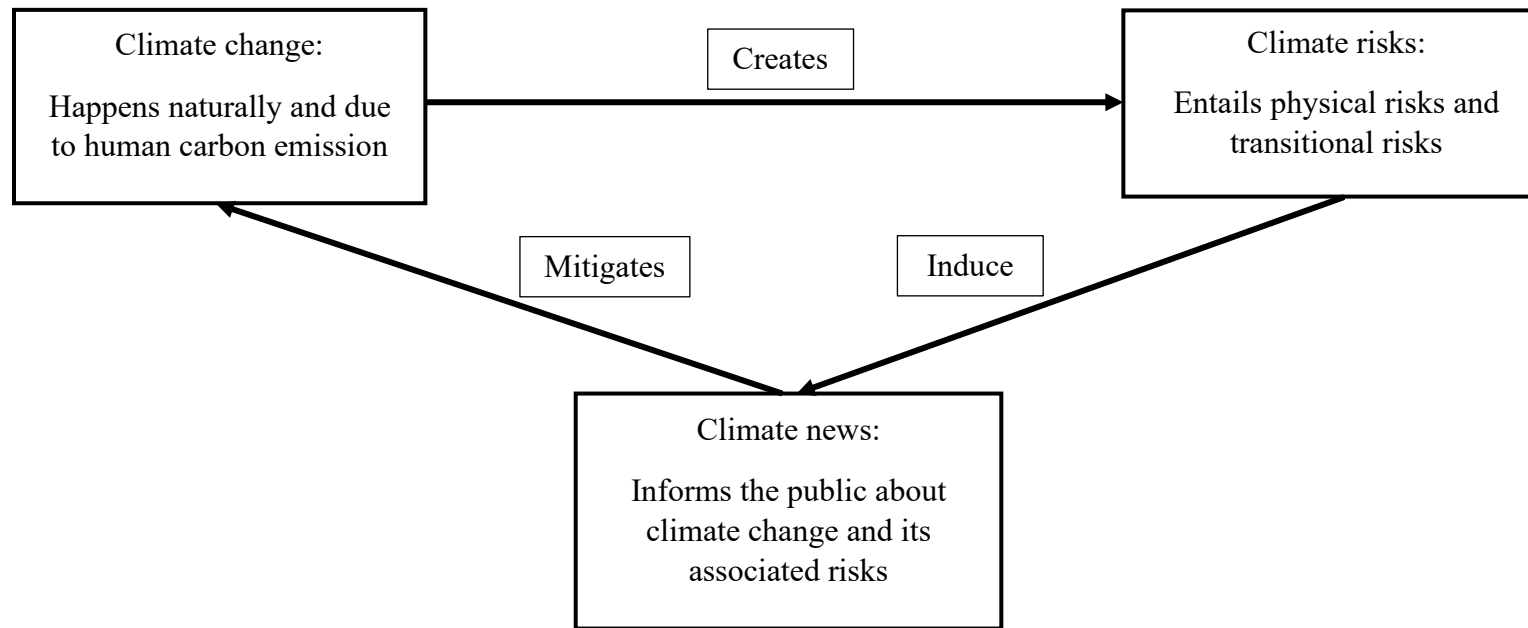 Climate change:
Happens naturally and due
to human carbon emission
Creates
Climate risks:
Entails physical risks and
transitional risks
Mitigates
Induce
Climate news:
Informs the public about
climate change and its
associated risks